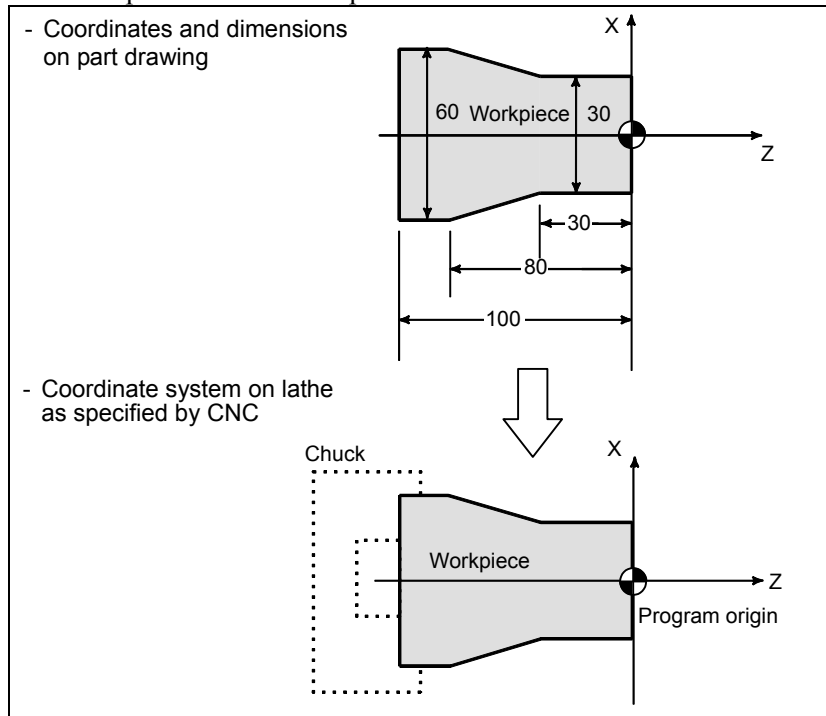 - Coordinates and dimensions
on part drawing
X
60 Workpiece 30
Z
30
80
100
- Coordinate system on lathe
as specified by CNC
Chuck
X
Workpiece
Z
Program origin